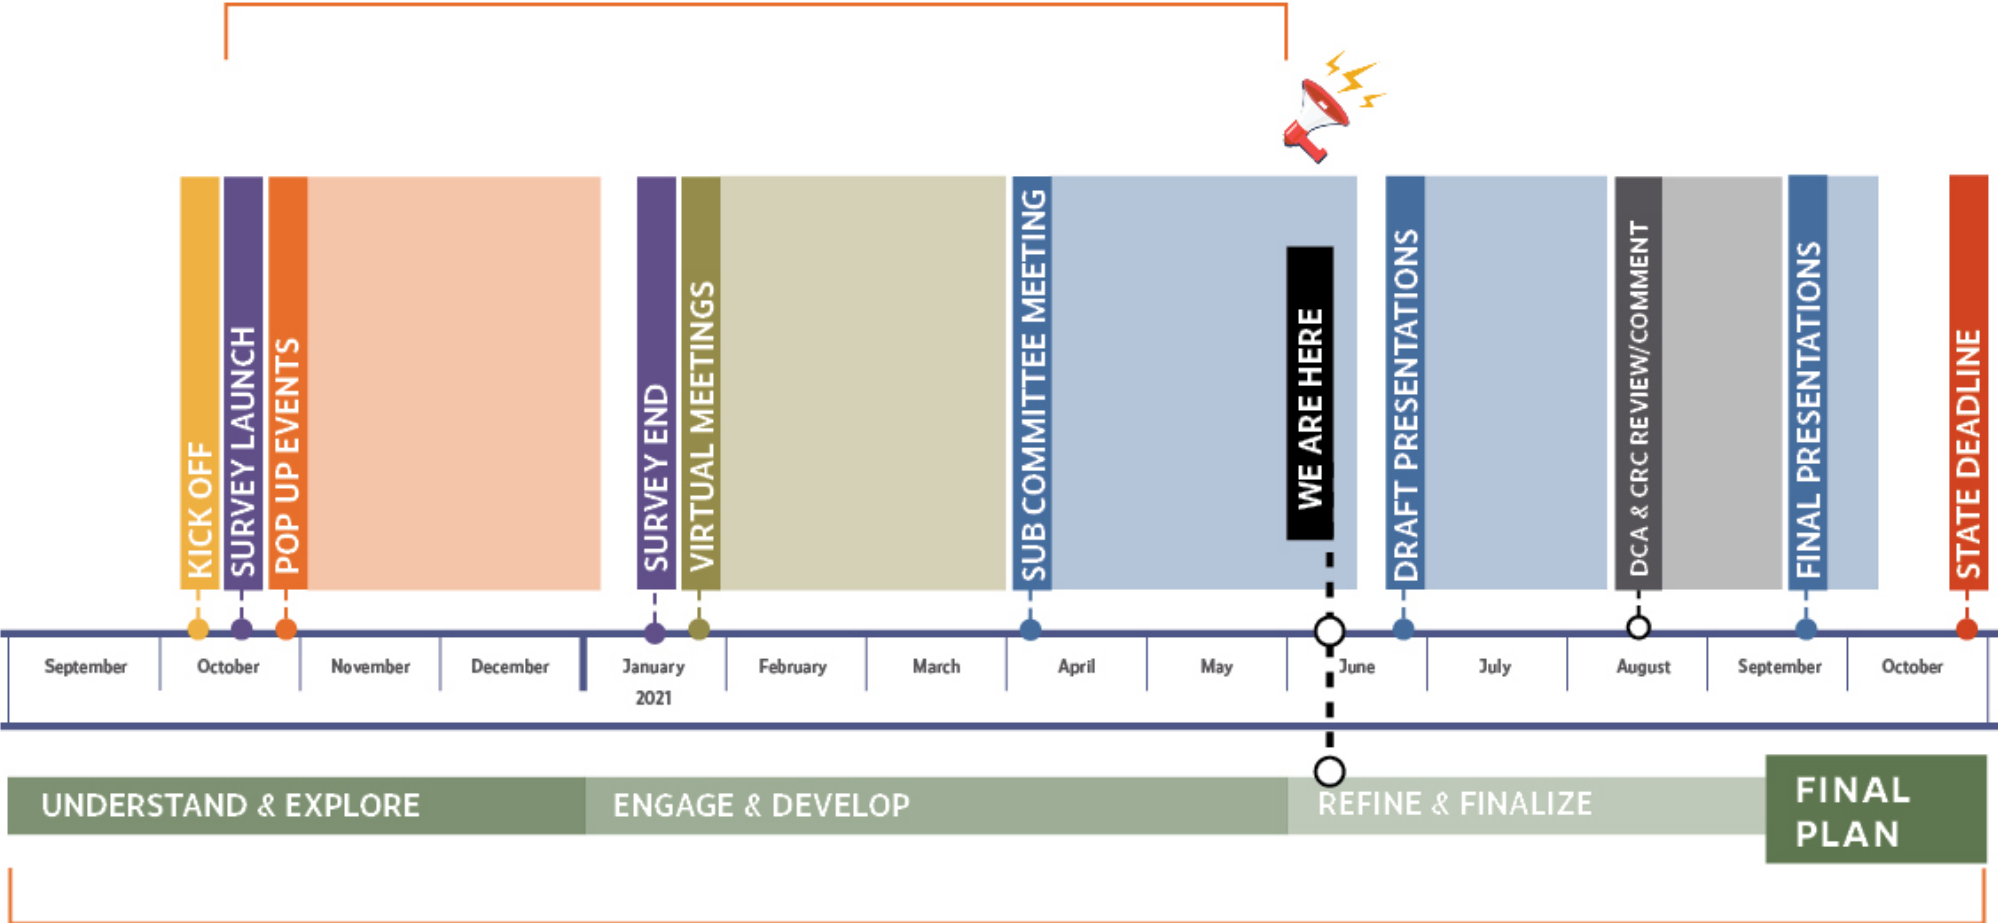 KICK OFF
SURVEY LAUNCH
POP UP EVENTS
SURVEY END
VIRTUAL MEETINGS
SUB COMMITTEE MEETING
WE ARE HERE
DRAFT PRESENTATIONS
DCA & CRC REVIEW/COMMENT
FINAL PRESENTATIONS
STATE DEADLINE
September
October
November
December
January
2021
February
March
April
May
June
July
August
September
October
UNDERSTAND & EXPLORE
ENGAGE & DEVELOP
REFINE & FINALIZE
FINAL
PLAN